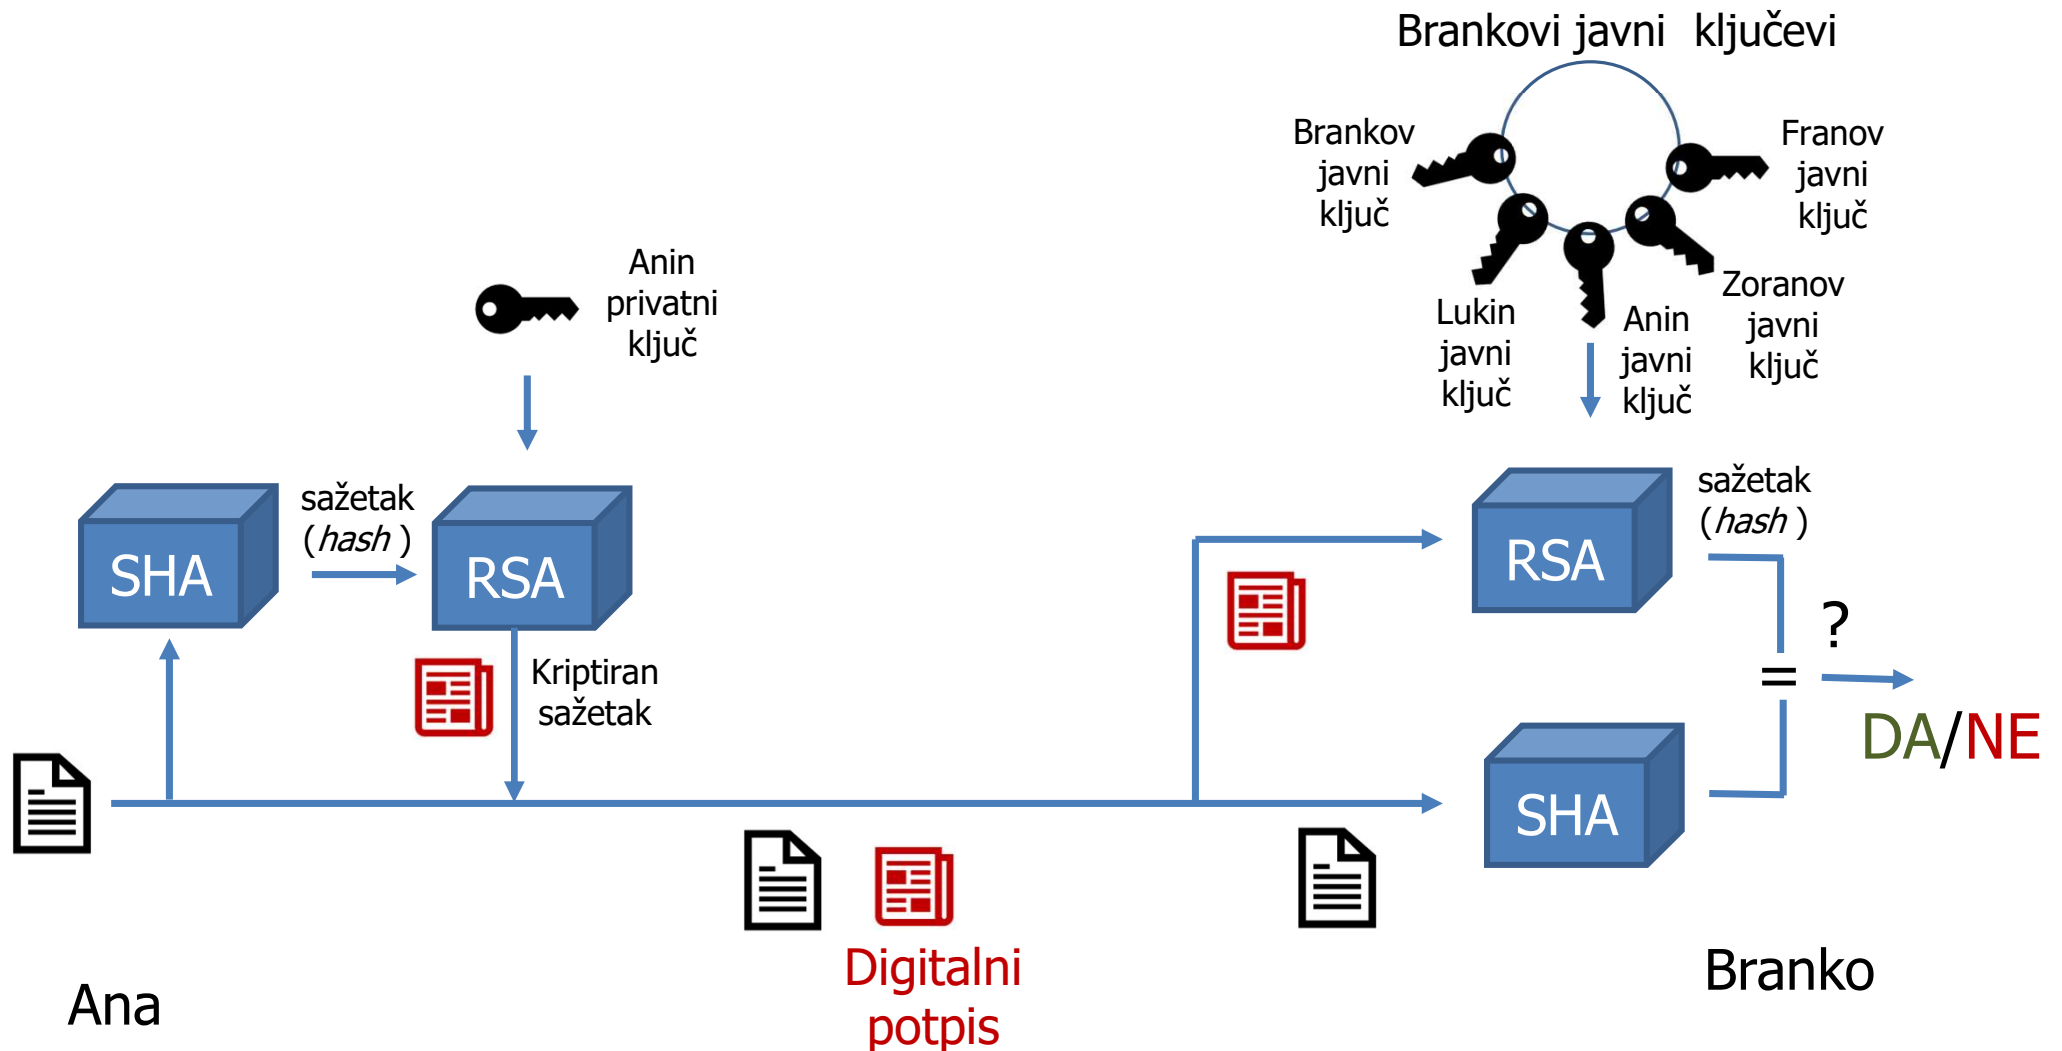 Brankovi javni  ključevi
Brankov
javni
ključ
Franov
javni
ključ
Lukin
javni
ključ
Anin
javni
ključ
Zoranov
javni
ključ
Anin
privatni
ključ
SHA
sažetak
(hash )
RSA
Kriptiran
sažetak
RSA
sažetak
(hash )
?
=
DA/NE
SHA
Digitalni
potpis
Ana
Branko